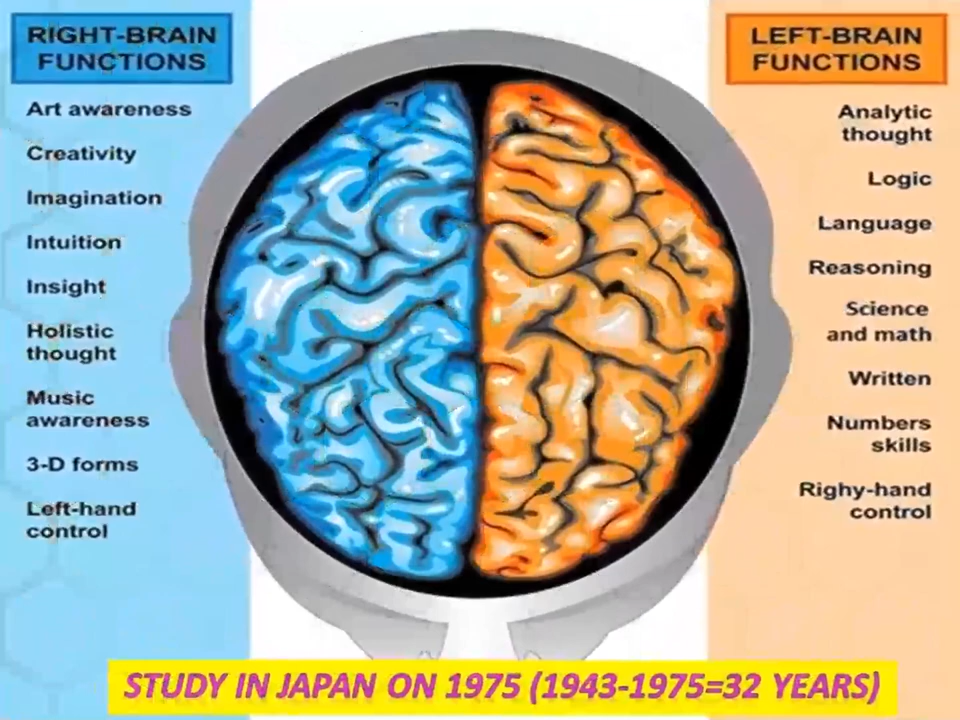 RIGHT-BRAIN
FUNCTIONS
Art awareness
Creativity
Imagination
Intuition
Insight
Holistic
thought
Music
awareness
3-D forms
Left-hand
control
LEFT-BRAIN
FUNCTIONS
Analytic
thought
Logic
Language
Reasoning
Science
and math
Written
Numbers
skills
Righy-hand
control
STUDY IN JAPAN ON 1975 (1943-1975=32 YEARS)